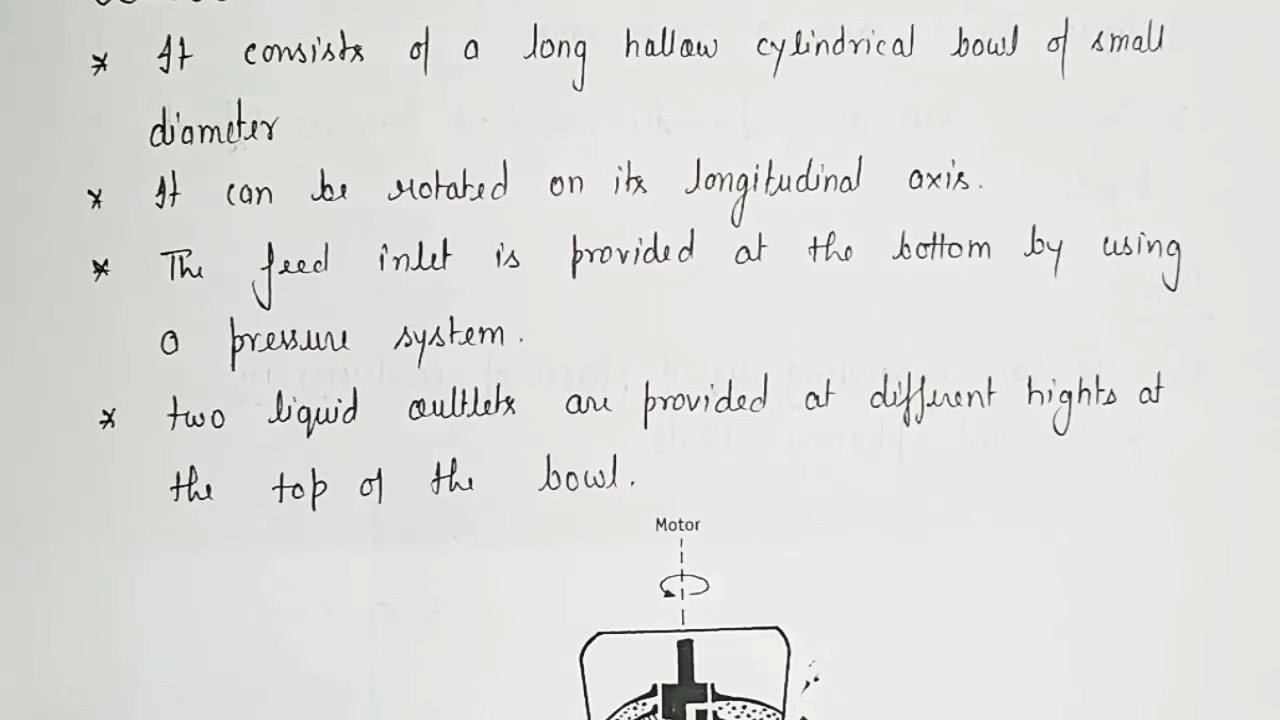 * It consists of a long hallow cylindrical bowl of small
diameter
* It can be rotated on its longitudinal axis.
* The feed inlet is provided at the bottom by using
a pressure system.
* two liquid outlets are provided at different hights at
the top of the bowl.
Motor